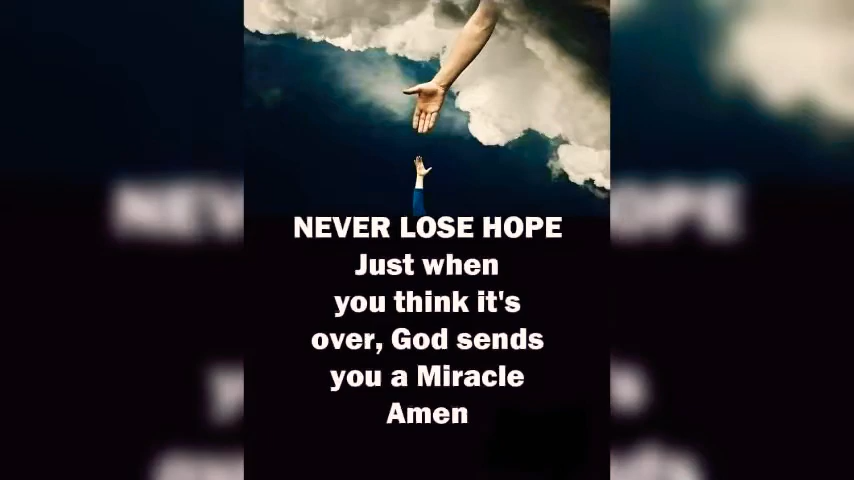 NEVER LOSE HOPE
Just when
you think it's
over, God sends
you a Miracle
Amen